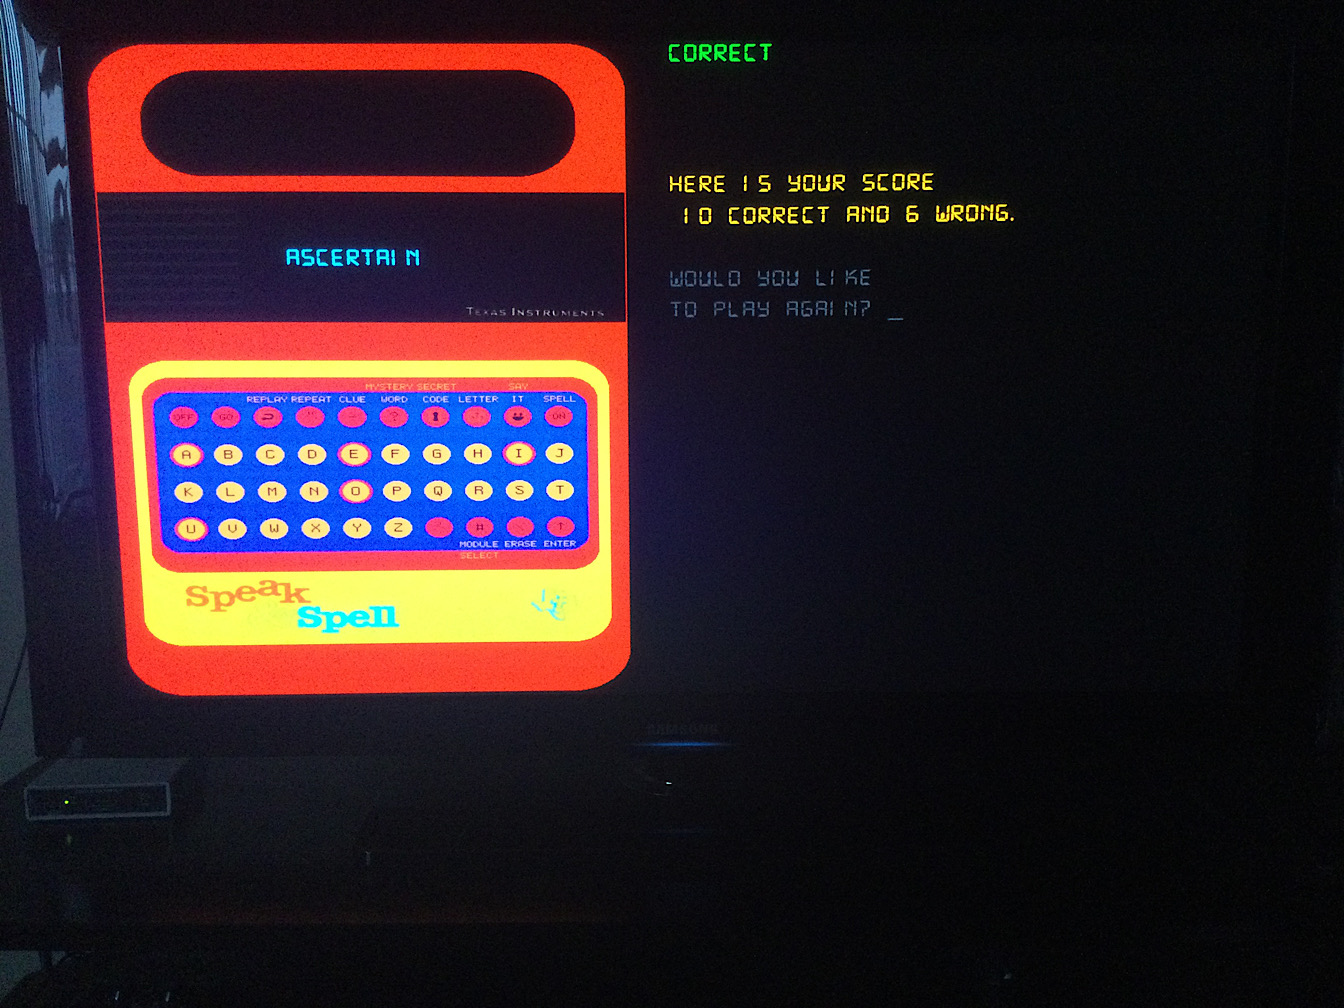 CORRECT
HERE IS YOUR SCORE
10 CORRECT AND 6 WRONG.
WOULD YOU LIKE
TO PLAY AGAIN? _
ASCERTAIN
TEXAS INSTRUMENTS
MYSTERY SECRET SAY
REPLAY REPEAT CLUE WORD CODE LETTER IT SPELL
OFF GO ? ON
A B C D E F G H I J
K L M N O P Q R S T
U V W X Y Z
MODULE ERASE ENTER
SELECT
Speak
Spell
SAMSUNG